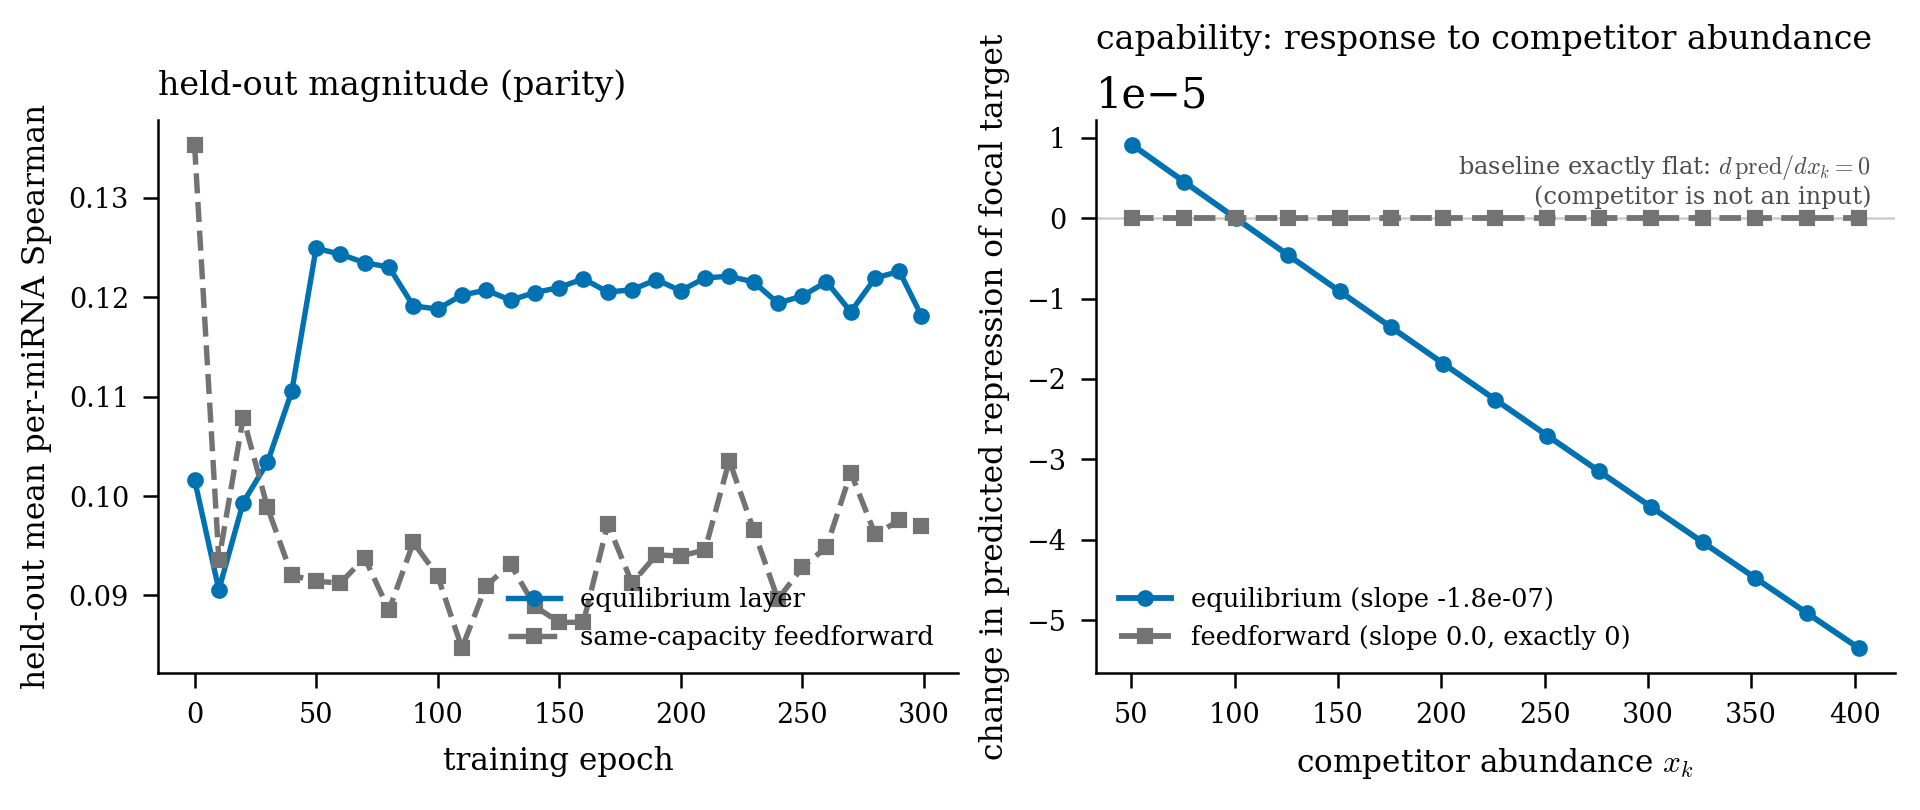 held-out magnitude (parity)
held-out mean per-miRNA Spearman
0.13
0.12
0.11
0.10
0.09
0
50
100
150
200
250
300
training epoch
equilibrium layer
same-capacity feedforward
capability: response to competitor abundance
1e−5
change in predicted repression of focal target
1
0
−1
−2
−3
−4
−5
baseline exactly flat: d pred/dx_k = 0
(competitor is not an input)
equilibrium (slope -1.8e-07)
feedforward (slope 0.0, exactly 0)
50
100
150
200
250
300
350
400
competitor abundance x_k